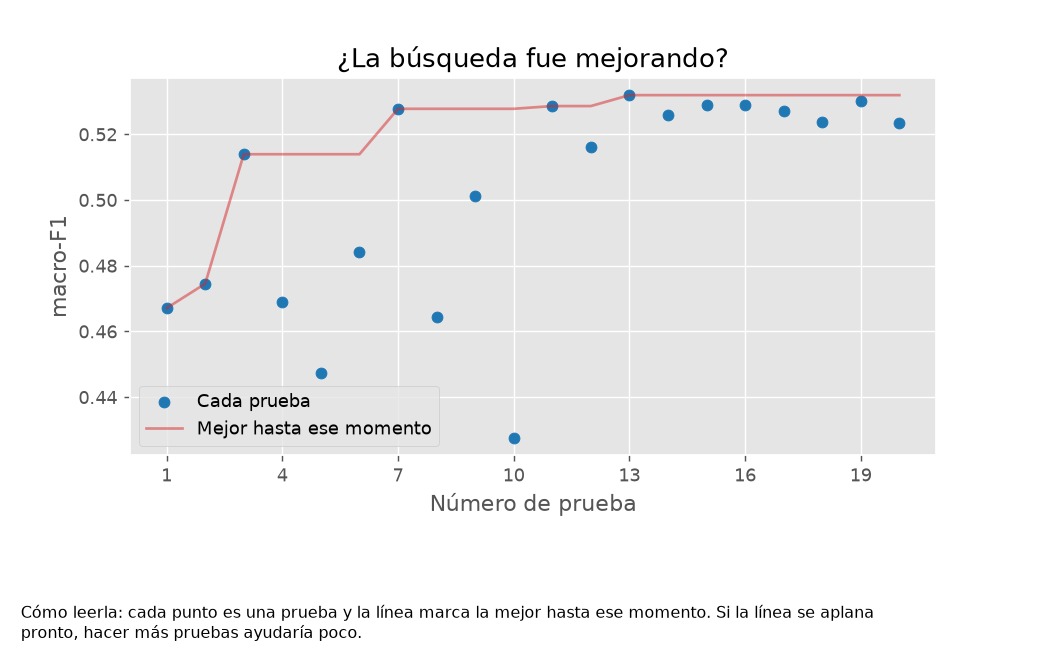 ¿La búsqueda fue mejorando?
macro-F1
0.52
0.50
0.48
0.46
0.44
Cada prueba
Mejor hasta ese momento
1 4 7 10 13 16 19
Número de prueba
Cómo leerla: cada punto es una prueba y la línea marca la mejor hasta ese momento. Si la línea se aplana
pronto, hacer más pruebas ayudaría poco.